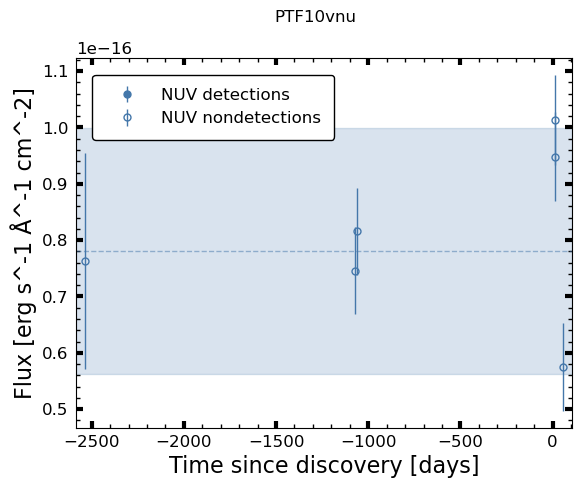 PTF10vnu
1e−16
NUV detections
NUV nondetections
1.1
1.0
0.9
0.8
0.7
0.6
0.5
Flux [erg s^-1 Å^-1 cm^-2]
−2500 −2000 −1500 −1000 −500 0
Time since discovery [days]